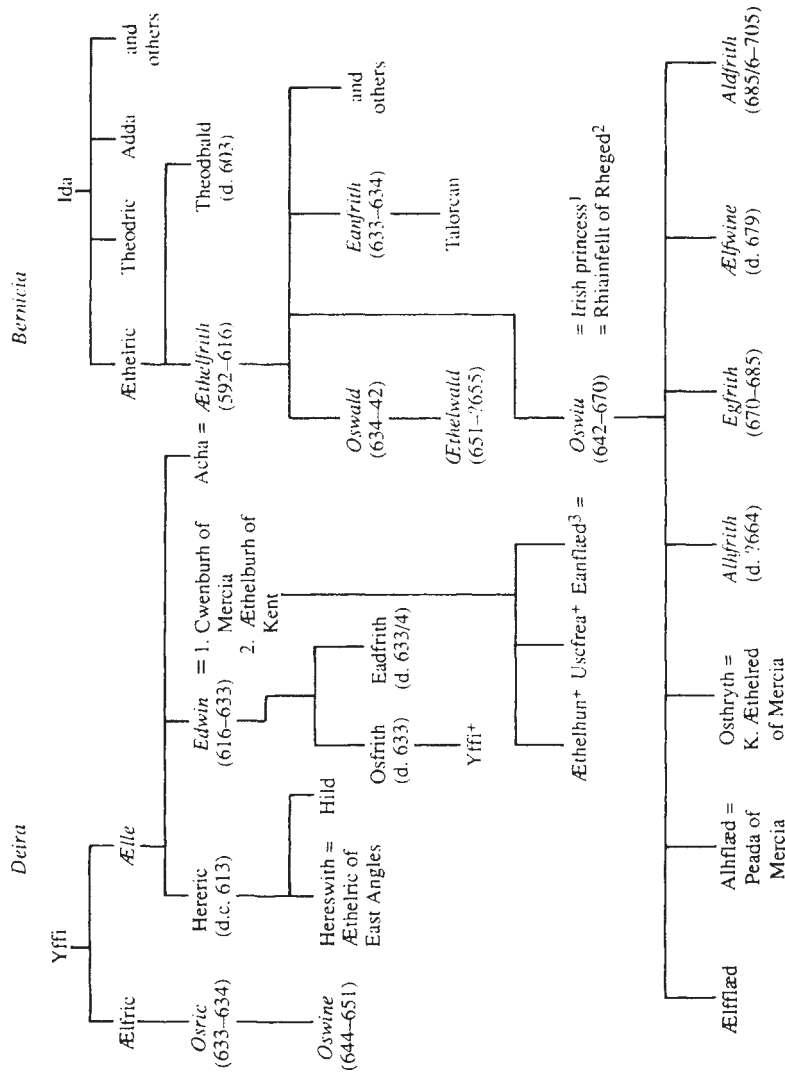 Deira
Bernicia
Yffi
Ida
Ælfric
Ælle
Æthelric
Theodric
Adda
and
others
Osric
(633–634)
Hereric
(d.c. 613)
Edwin
(616–633)
= 1. Cwenburh of
Mercia
2. Æthelburh of
Kent
Acha = Æthelfrith
(592–616)
Theodbald
(d. 603)
Oswine
(644–651)
Hereswith =
Æthelric of
East Angles
Hild
Osfrith
(d. 633)
Eadfrith
(d. 633/4)
Oswald
(634–42)
Eanfrith
(633–634)
and
others
Yffi+
Œthelwald
(651–?655)
Talorcan
Æthelhun+ Uscfrea+ Eanflæd3 =
Oswiu
(642–670)
= Irish princess1
= Rhiainfellt of Rheged2
Ælfflæd
Alhflæd =
Peada of
Mercia
Osthryth =
K. Æthelred
of Mercia
Alhfrith
(d. ?664)
Egfrith
(670–685)
Ælfwine
(d. 679)
Aldfrith
(685/6–705)